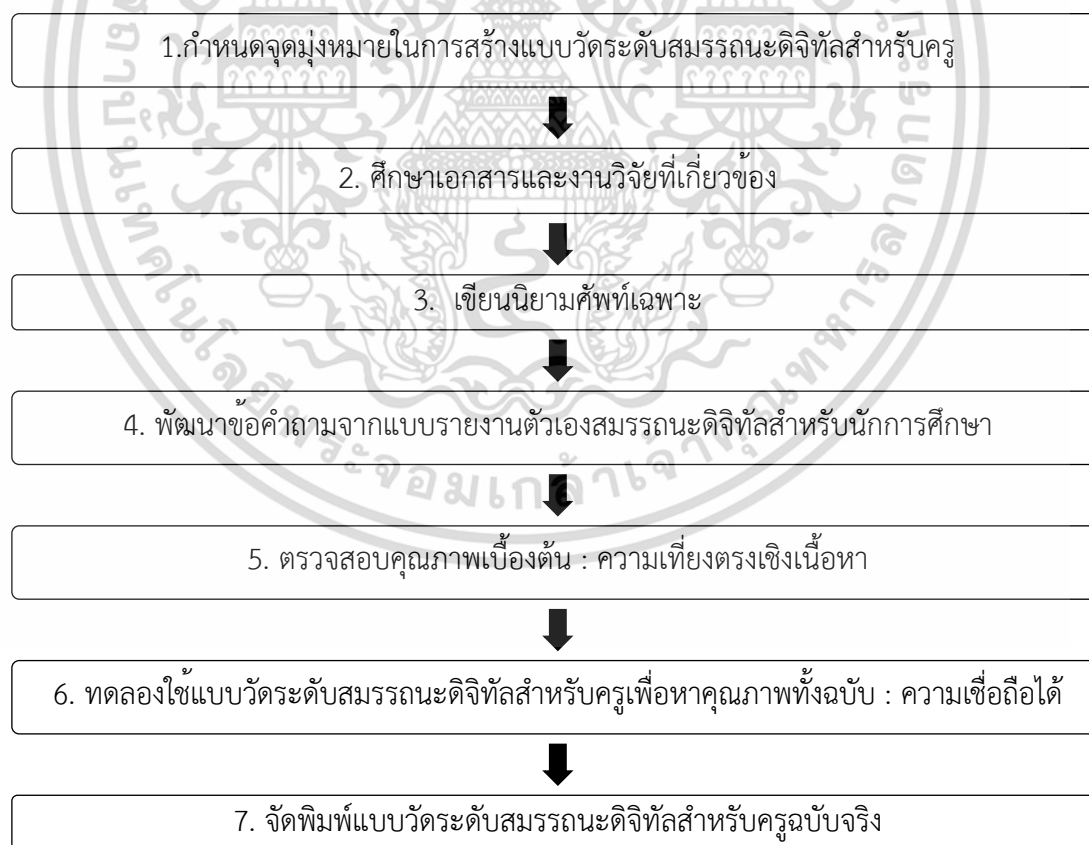 1.กำหนดจุดมุ่งหมายในการสร้างแบบวัดระดับสมรรถนะดิจิทัลสำหรับครู
2. ศึกษาเอกสารและงานวิจัยที่เกี่ยวข้อง
3. เขียนนิยามศัพท์เฉพาะ
4. พัฒนาข้อคำถามจากแบบรายงานตัวเองสมรรถนะดิจิทัลสำหรับนักการศึกษา
5. ตรวจสอบคุณภาพเบื้องต้น : ความเที่ยงตรงเชิงเนื้อหา
6. ทดลองใช้แบบวัดระดับสมรรถนะดิจิทัลสำหรับครูเพื่อหาคุณภาพทั้งฉบับ : ความเชื่อถือได้
7. จัดพิมพ์แบบวัดระดับสมรรถนะดิจิทัลสำหรับครูฉบับจริง